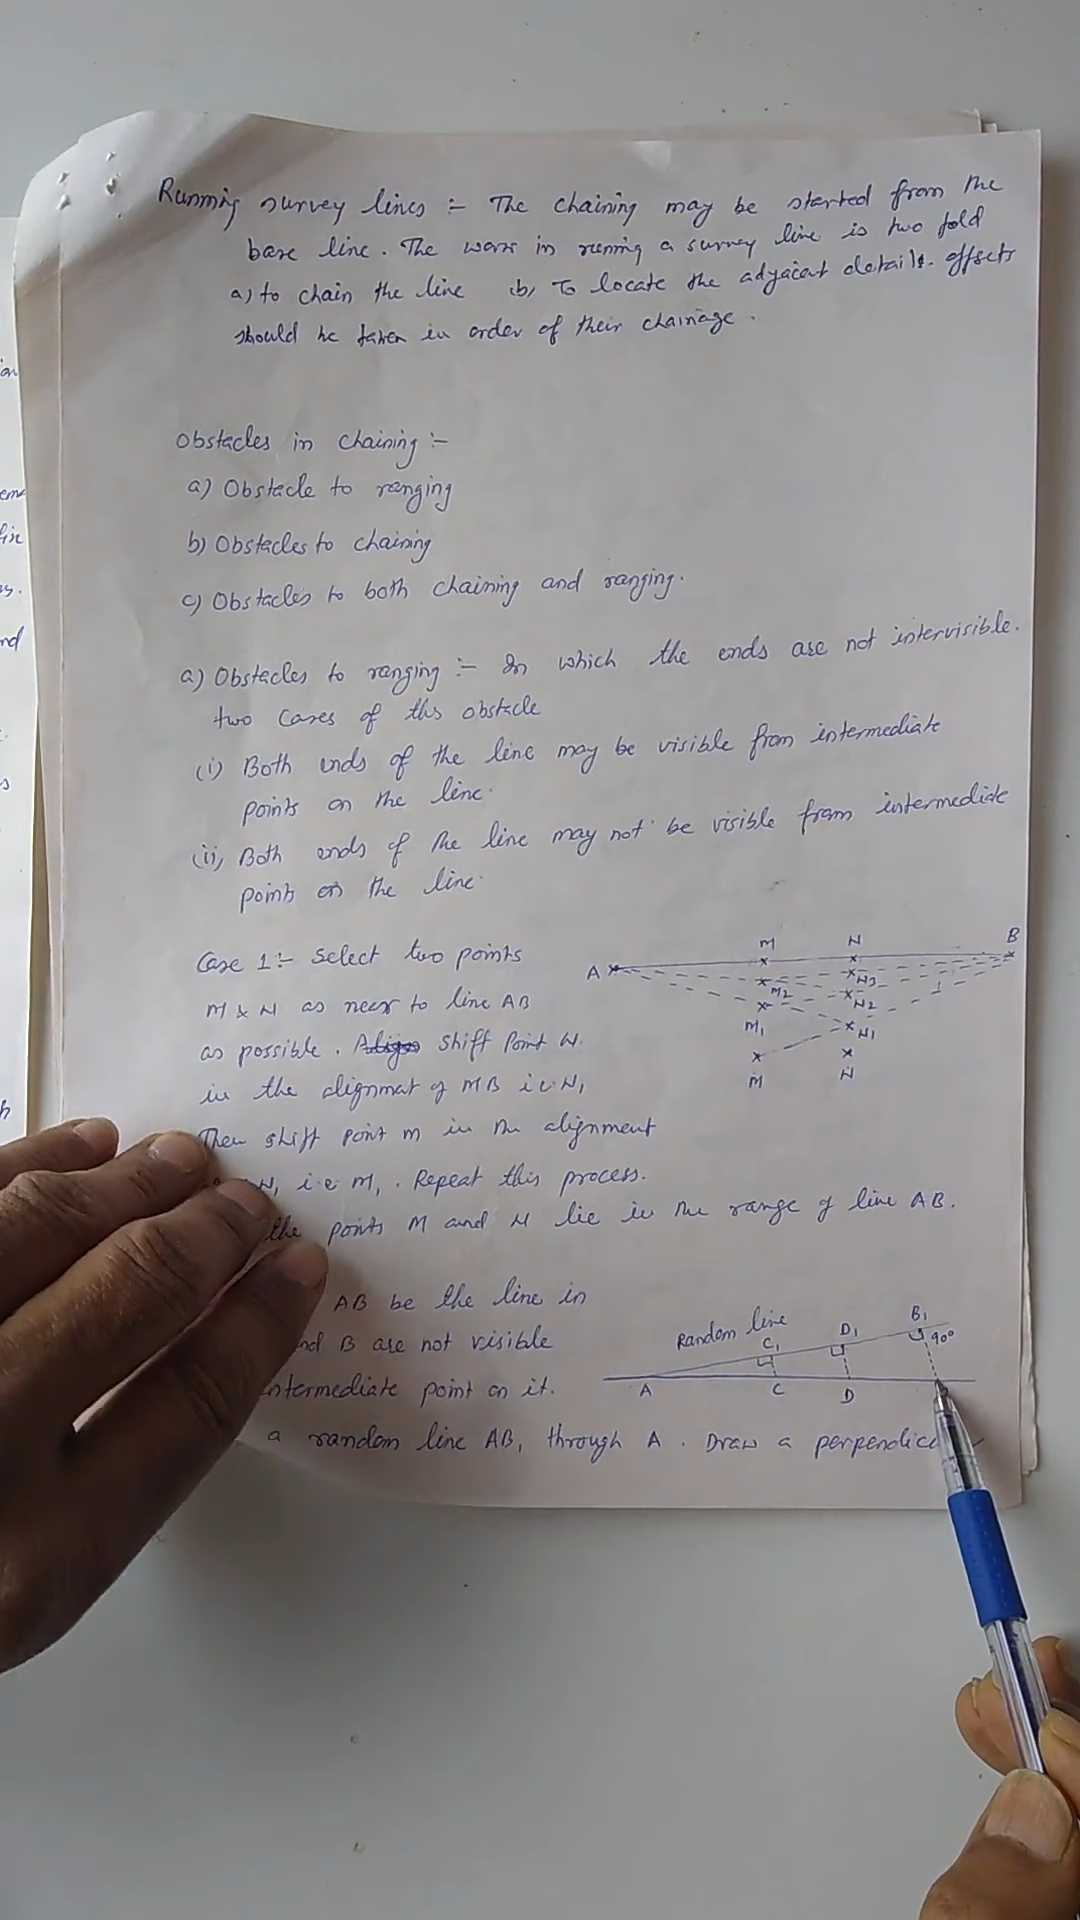 Running survey lines :- The chaining may be started from the
base line. The work in running a survey line is two fold
a) to chain the line (b) To locate the adjacent details. offsets
should be taken in order of their chainage.
Obstacles in chaining :-
a) Obstacle to ranging
b) Obstacles to chaining
c) Obstacles to both chaining and ranging.
a) Obstacles to ranging :- In which the ends are not intervisible.
two cases of this obstacle
(i) Both ends of the line may be visible from intermediate
points on the line.
(ii) Both ends of the line may not be visible from intermediate
points on the line.
Case 1:- Select two points
M & N as near to line AB
as possible. Shift Point N
in the alignmat of MB i.e. N1
Then shift point m in the alignment
N1 i.e M1. Repeat this process.
the points M and N lie in the range of line AB.
A M N B
M2 N3
N2
M1 N1
M N
AB be the line in
nd B are not visible
intermediate point on it.
a random line AB1 through A. Draw a perpendic
Random line C1 D1 B1 90°
A C D